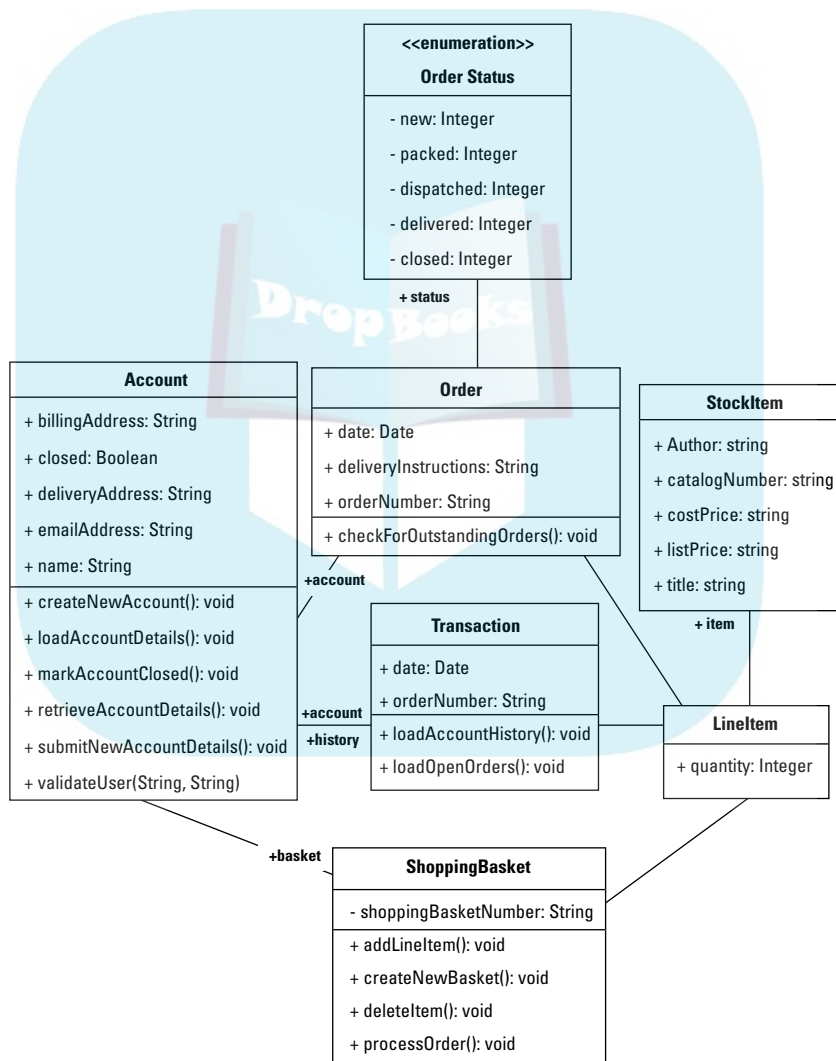 <<enumeration>>
Order Status
- new: Integer
- packed: Integer
- dispatched: Integer
- delivered: Integer
- closed: Integer
+ status
Drop Books
Account
+ billingAddress: String
+ closed: Boolean
+ deliveryAddress: String
+ emailAddress: String
+ name: String
+ createNewAccount(): void
+ loadAccountDetails(): void
+ markAccountClosed(): void
+ retrieveAccountDetails(): void
+ submitNewAccountDetails(): void
+ validateUser(String, String)
Order
+ date: Date
+ deliveryInstructions: String
+ orderNumber: String
+ checkForOutstandingOrders(): void
+account
StockItem
+ Author: string
+ catalogNumber: string
+ costPrice: string
+ listPrice: string
+ title: string
+ item
Transaction
+ date: Date
+ orderNumber: String
+ loadAccountHistory(): void
+ loadOpenOrders(): void
+account
+history
LineItem
+ quantity: Integer
+basket
ShoppingBasket
- shoppingBasketNumber: String
+ addLineItem(): void
+ createNewBasket(): void
+ deleteItem(): void
+ processOrder(): void